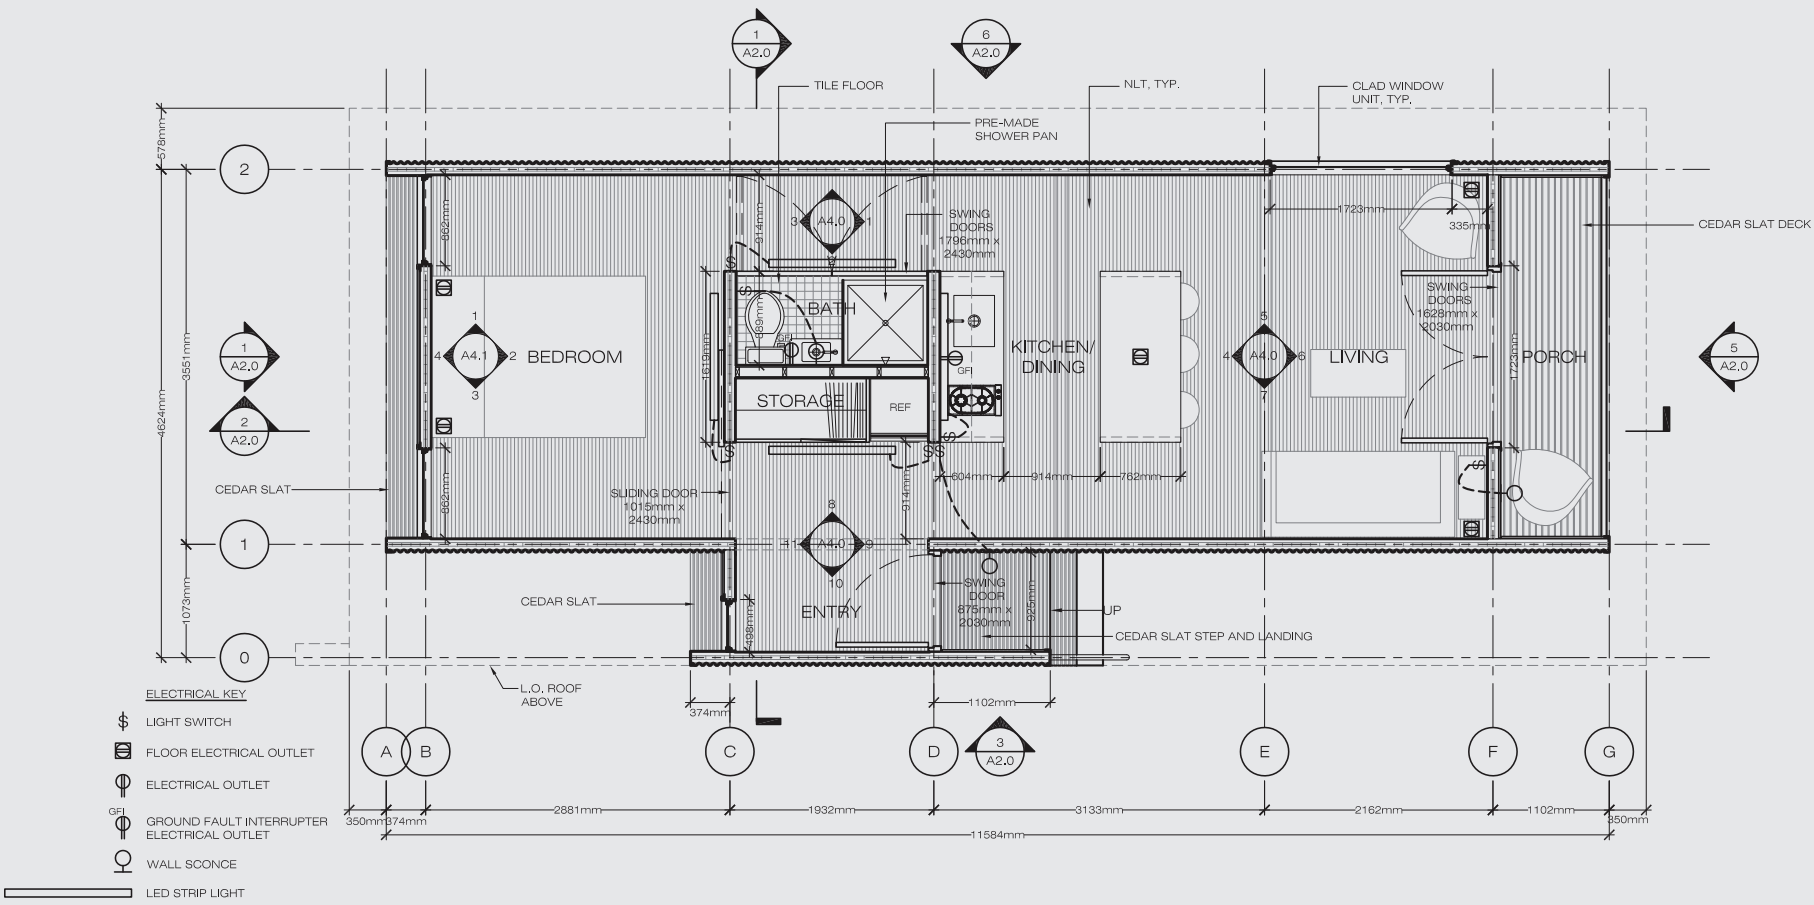 1
A2.0
6
A2.0
TILE FLOOR
NLT, TYP.
CLAD WINDOW
UNIT, TYP.
PRE-MADE
SHOWER PAN
578mm
2
862mm
914mm
3
A4.0
1
SWING
DOORS
1796mm x
2430mm
1723mm
335mm
CEDAR SLAT DECK
S
S
BATH
889mm
GFI
SWING
DOORS
1628mm x
2030mm
1
A2.0
3551mm
4624mm
1
4
A4.1
2
3
BEDROOM
1619mm
GFI
KITCHEN/
DINING
5
4
A4.0
6
7
LIVING
1723mm
PORCH
5
A2.0
2
A2.0
STORAGE
REF
S
S
SS
S
862mm
914mm
604mm
914mm
762mm
CEDAR SLAT
SLIDING DOOR
1015mm x
2430mm
8
11
A4.0
9
10
1
1073mm
CEDAR SLAT
498mm
ENTRY
SWING
DOOR
875mm x
2030mm
925mm
UP
CEDAR SLAT STEP AND LANDING
0
L.O. ROOF
ABOVE
374mm
1102mm
A
B
C
D
3
A2.0
E
F
G
350mm
374mm
2881mm
1932mm
3133mm
2162mm
1102mm
350mm
11584mm
ELECTRICAL KEY
S
LIGHT SWITCH
FLOOR ELECTRICAL OUTLET
ELECTRICAL OUTLET
GFI
GROUND FAULT INTERRUPTER
ELECTRICAL OUTLET
WALL SCONCE
LED STRIP LIGHT